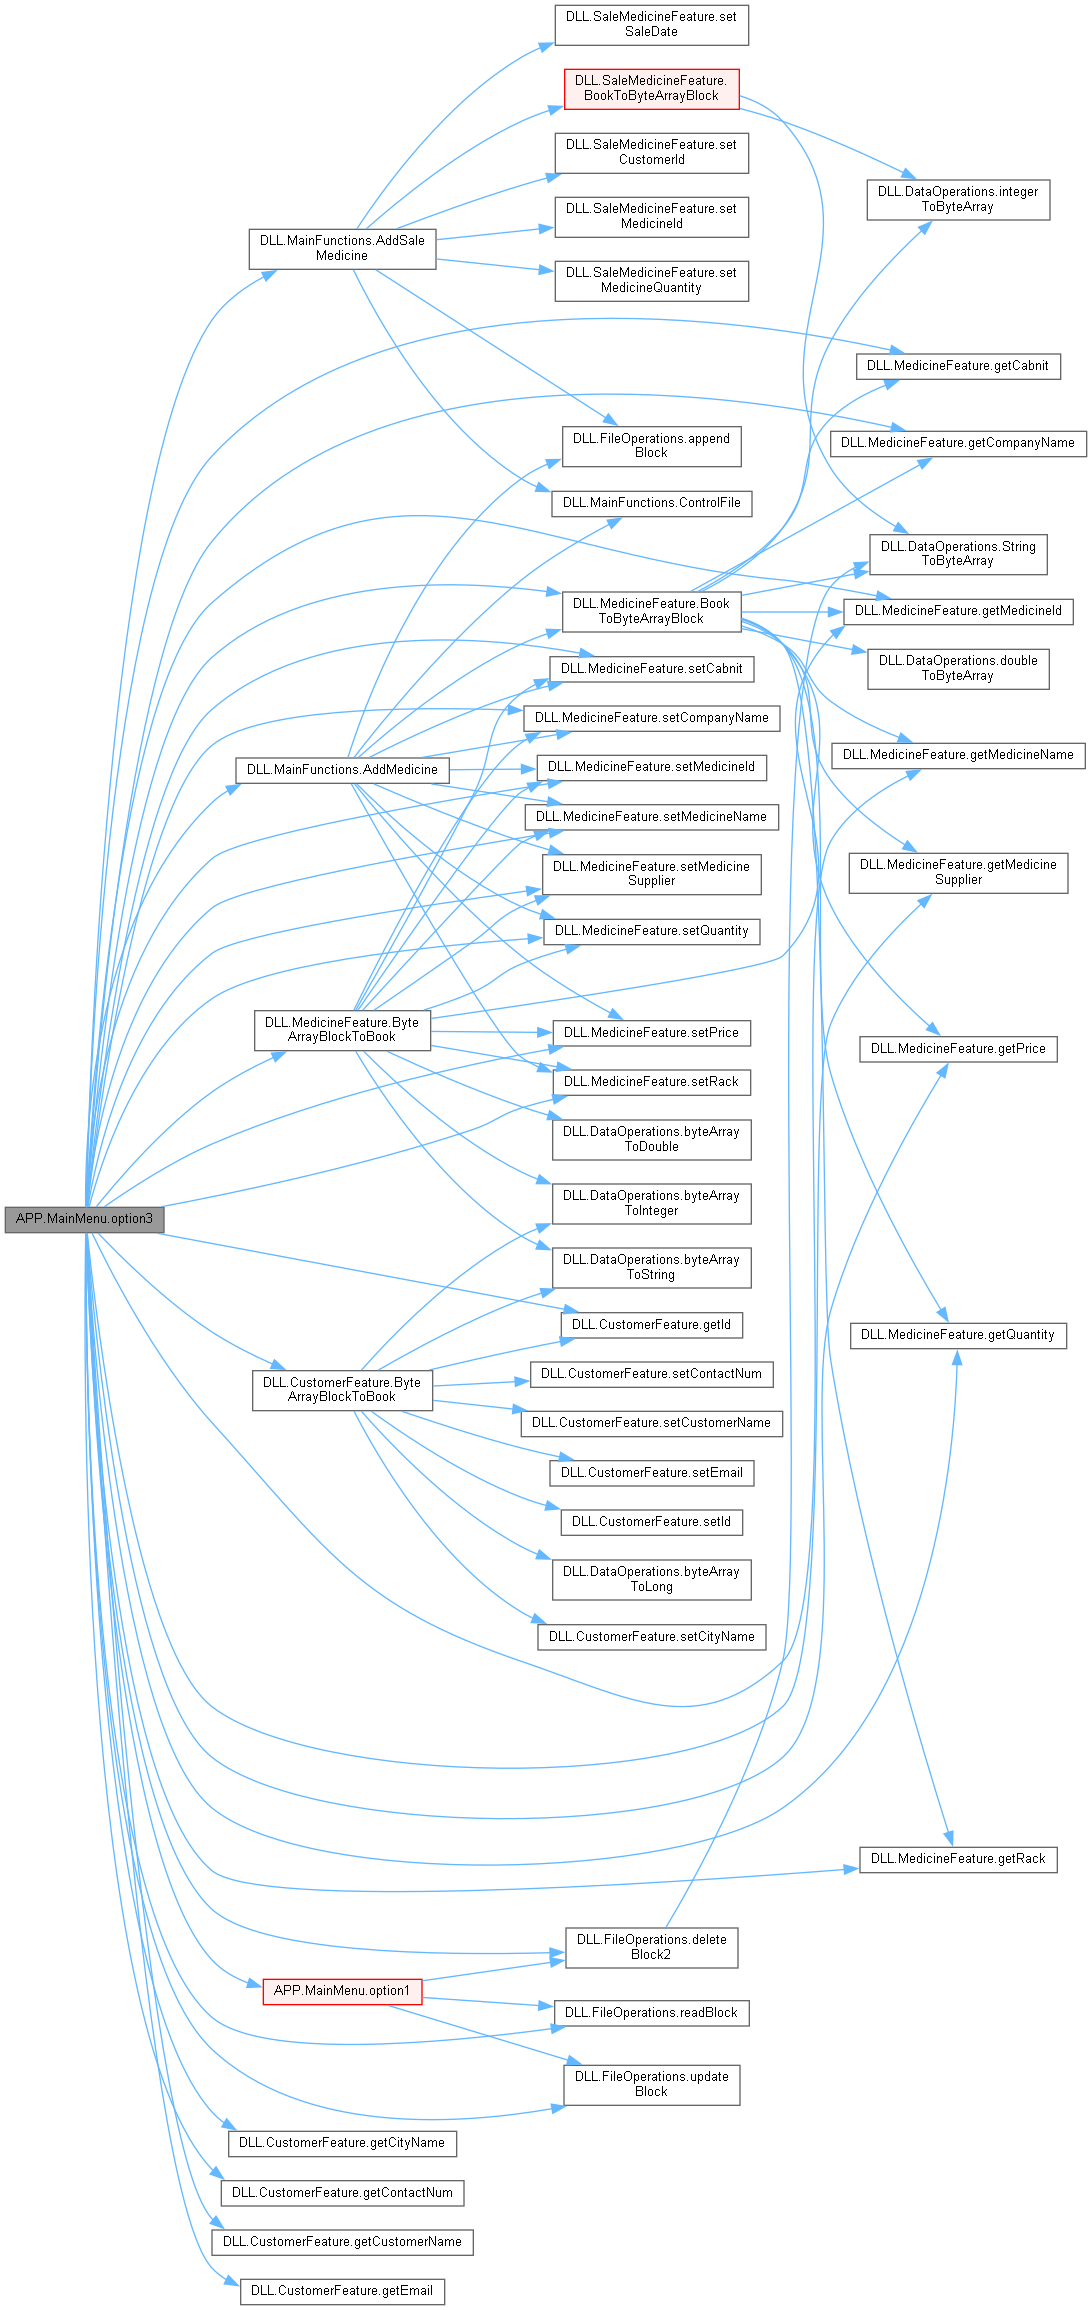 DLL.SaleMedicineFeature.set
SaleDate
DLL.SaleMedicineFeature.
BookToByteArrayBlock
DLL.SaleMedicineFeature.set
CustomerId
DLL.DataOperations.integer
ToByteArray
DLL.SaleMedicineFeature.set
MedicineId
DLL.MainFunctions.AddSale
Medicine
DLL.SaleMedicineFeature.set
MedicineQuantity
DLL.MedicineFeature.getCabnit
DLL.FileOperations.append
Block
DLL.MedicineFeature.getCompanyName
DLL.MainFunctions.ControlFile
DLL.DataOperations.String
ToByteArray
DLL.MedicineFeature.Book
ToByteArrayBlock
DLL.MedicineFeature.getMedicineId
DLL.MedicineFeature.setCabnit
DLL.DataOperations.double
ToByteArray
DLL.MedicineFeature.setCompanyName
DLL.MedicineFeature.getMedicineName
DLL.MainFunctions.AddMedicine
DLL.MedicineFeature.setMedicineId
DLL.MedicineFeature.setMedicineName
DLL.MedicineFeature.setMedicine
Supplier
DLL.MedicineFeature.getMedicine
Supplier
DLL.MedicineFeature.setQuantity
DLL.MedicineFeature.Byte
ArrayBlockToBook
DLL.MedicineFeature.setPrice
DLL.MedicineFeature.getPrice
DLL.MedicineFeature.setRack
DLL.DataOperations.byteArray
ToDouble
DLL.DataOperations.byteArray
ToInteger
APP.MainMenu.option3
DLL.DataOperations.byteArray
ToString
DLL.CustomerFeature.getId
DLL.MedicineFeature.getQuantity
DLL.CustomerFeature.Byte
ArrayBlockToBook
DLL.CustomerFeature.setContactNum
DLL.CustomerFeature.setCustomerName
DLL.CustomerFeature.setEmail
DLL.CustomerFeature.setId
DLL.DataOperations.byteArray
ToLong
DLL.CustomerFeature.setCityName
DLL.MedicineFeature.getRack
DLL.FileOperations.delete
Block2
APP.MainMenu.option1
DLL.FileOperations.readBlock
DLL.FileOperations.update
Block
DLL.CustomerFeature.getCityName
DLL.CustomerFeature.getContactNum
DLL.CustomerFeature.getCustomerName
DLL.CustomerFeature.getEmail